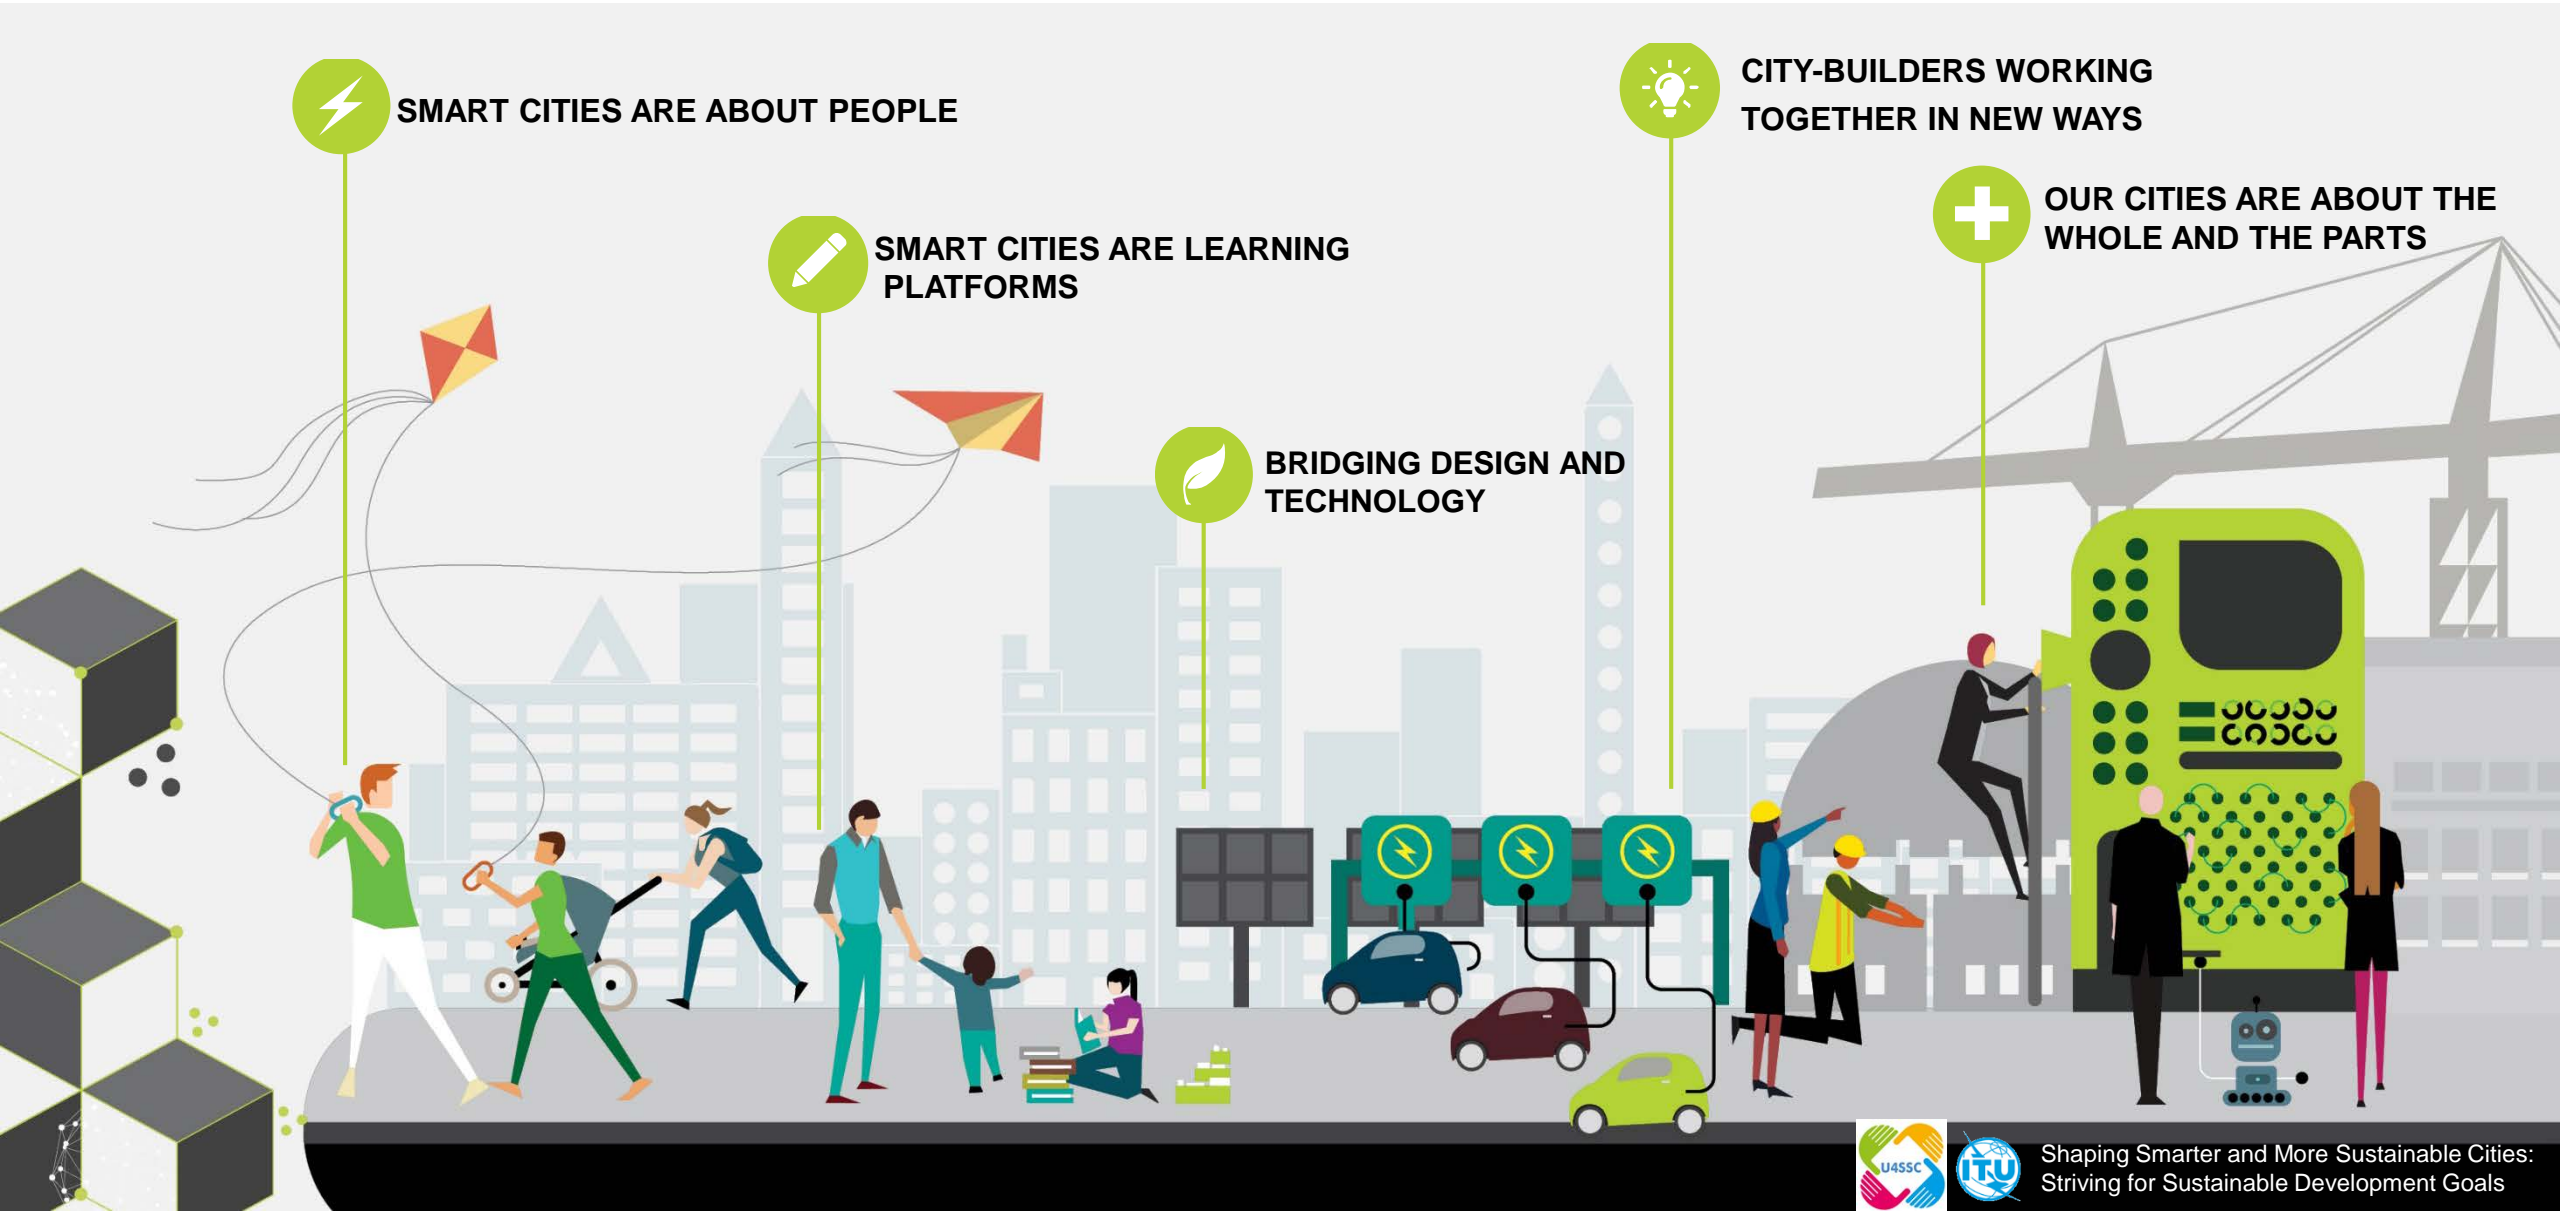 SMART CITIES ARE ABOUT PEOPLE
SMART CITIES ARE LEARNING
PLATFORMS
BRIDGING DESIGN AND
TECHNOLOGY
CITY-BUILDERS WORKING
TOGETHER IN NEW WAYS
OUR CITIES ARE ABOUT THE
WHOLE AND THE PARTS
U4SSC
ITU
Shaping Smarter and More Sustainable Cities:
Striving for Sustainable Development Goals